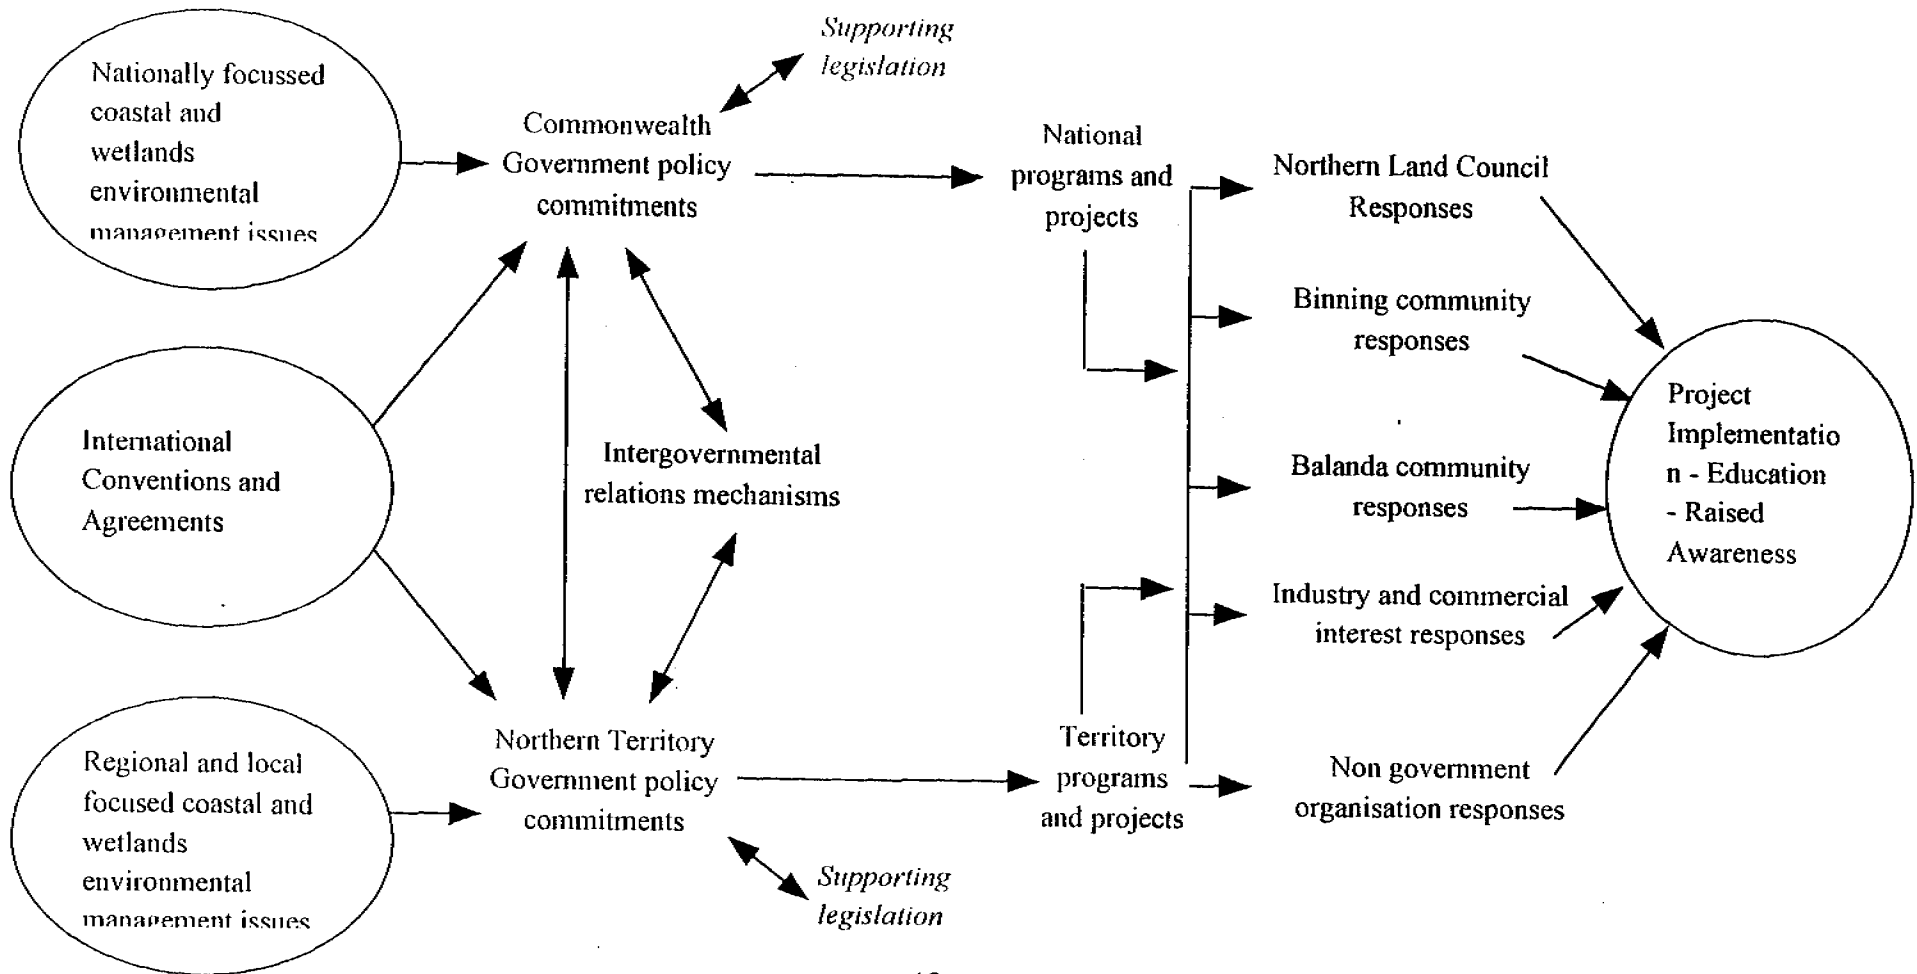 Supporting
legislation
Nationally focussed
coastal and
wetlands
environmental
management issues
Commonwealth
Government policy
commitments
National
programs and
projects
Northern Land Council
Responses
Binning community
responses
International
Conventions and
Agreements
Intergovernmental
relations mechanisms
Balanda community
responses
Project
Implementatio
n - Education
- Raised
Awareness
Industry and commercial
interest responses
Regional and local
focused coastal and
wetlands
environmental
management issues
Northern Territory
Government policy
commitments
Territory
programs
and projects
Non government
organisation responses
Supporting
legislation